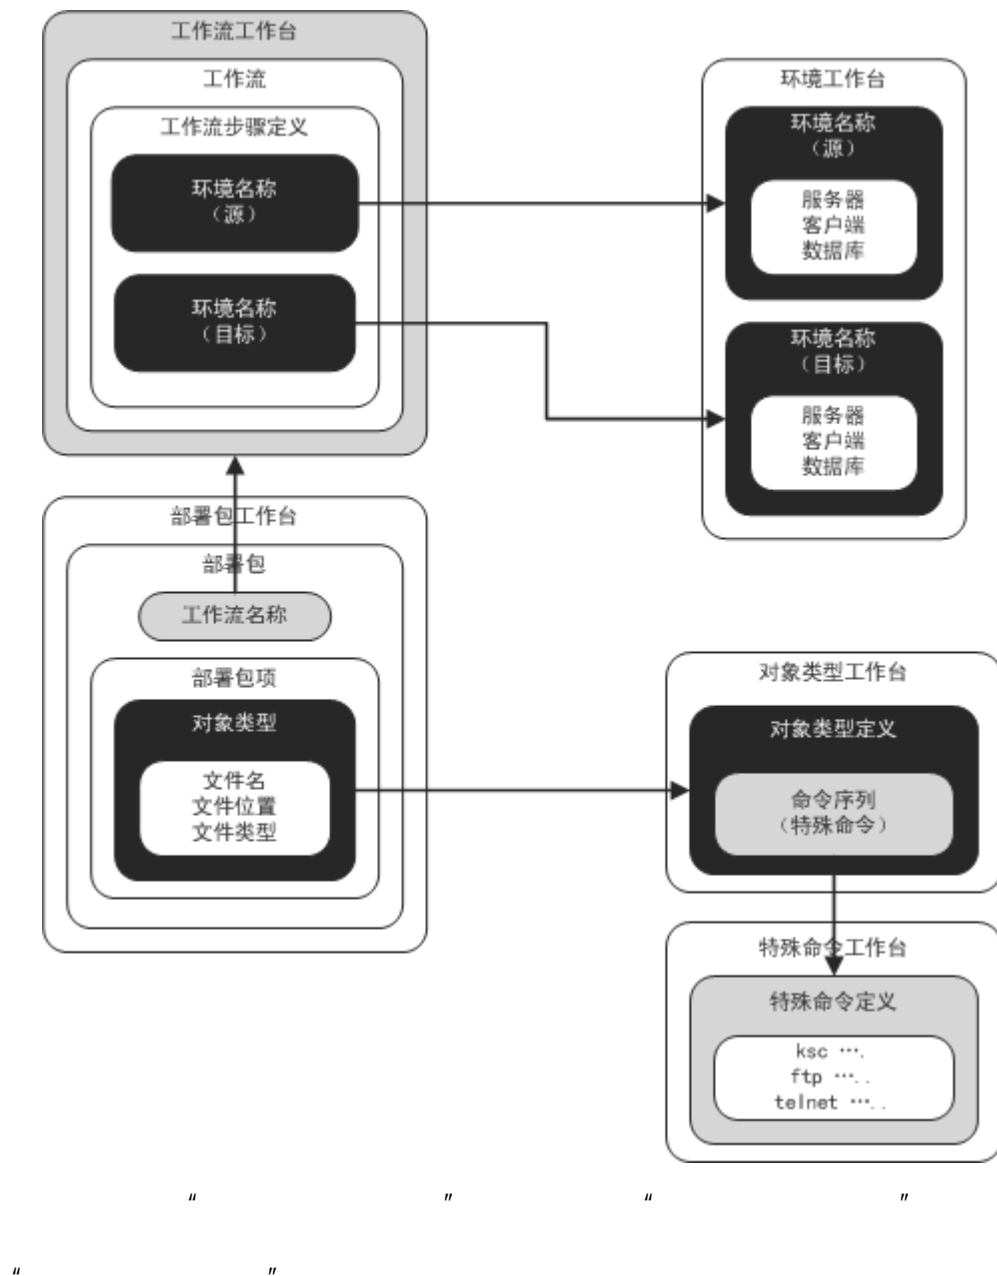 工作流工作台
工作流
工作流步骤定义
环境名称
（源）
环境名称
（目标）
环境工作台
环境名称
（源）
服务器
客户端
数据库
环境名称
（目标）
服务器
客户端
数据库
部署包工作台
部署包
工作流名称
部署包项
对象类型
文件名
文件位置
文件类型
对象类型工作台
对象类型定义
命令序列
（特殊命令）
特殊命令工作台
特殊命令定义
ksc ….
ftp …..
telnet …..
“ ” “ ”
“ ”